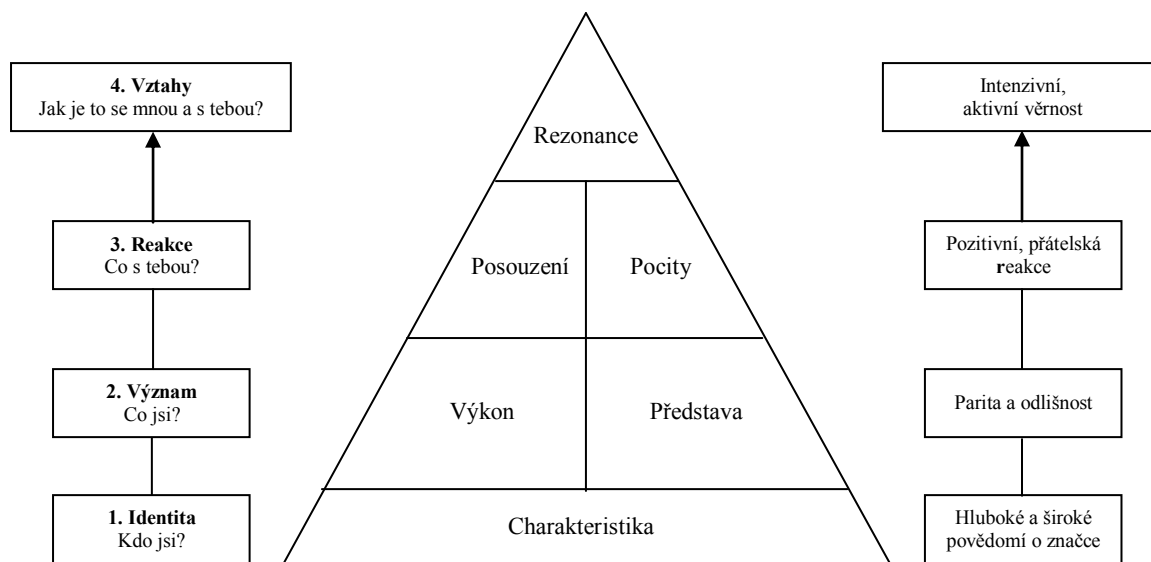 4. Vztahy
Jak je to se mnou a s tebou?
Intenzivní,
aktivní věrnost
Rezonance
3. Reakce
Co s tebou?
Posouzení
Pocity
Pozitivní, přátelská
reakce
2. Význam
Co jsi?
Výkon
Představa
Parita a odlišnost
1. Identita
Kdo jsi?
Charakteristika
Hluboké a široké
povědomí o značce